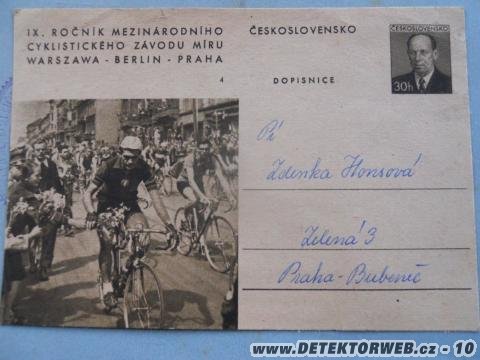 IX. ROČNÍK MEZINÁRODNÍHO
CYKLISTICKÉHO ZÁVODU MÍRU
WARSZAWA - BERLIN - PRAHA
4
ČESKOSLOVENSKO
DOPISNICE
ČESKOSLOVENSKO
30h
Pí
Zdenka Honsová
Zelená 3
Praha-Bubeneč
www.DETEKTORWEB.cz - 10